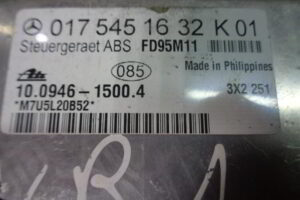 017 545 16 32 K 01
Steuergeraet ABS FD95M11
085 Made in Philippines
10.0946-1500.4 3X2 251
*M7U5L20B52*